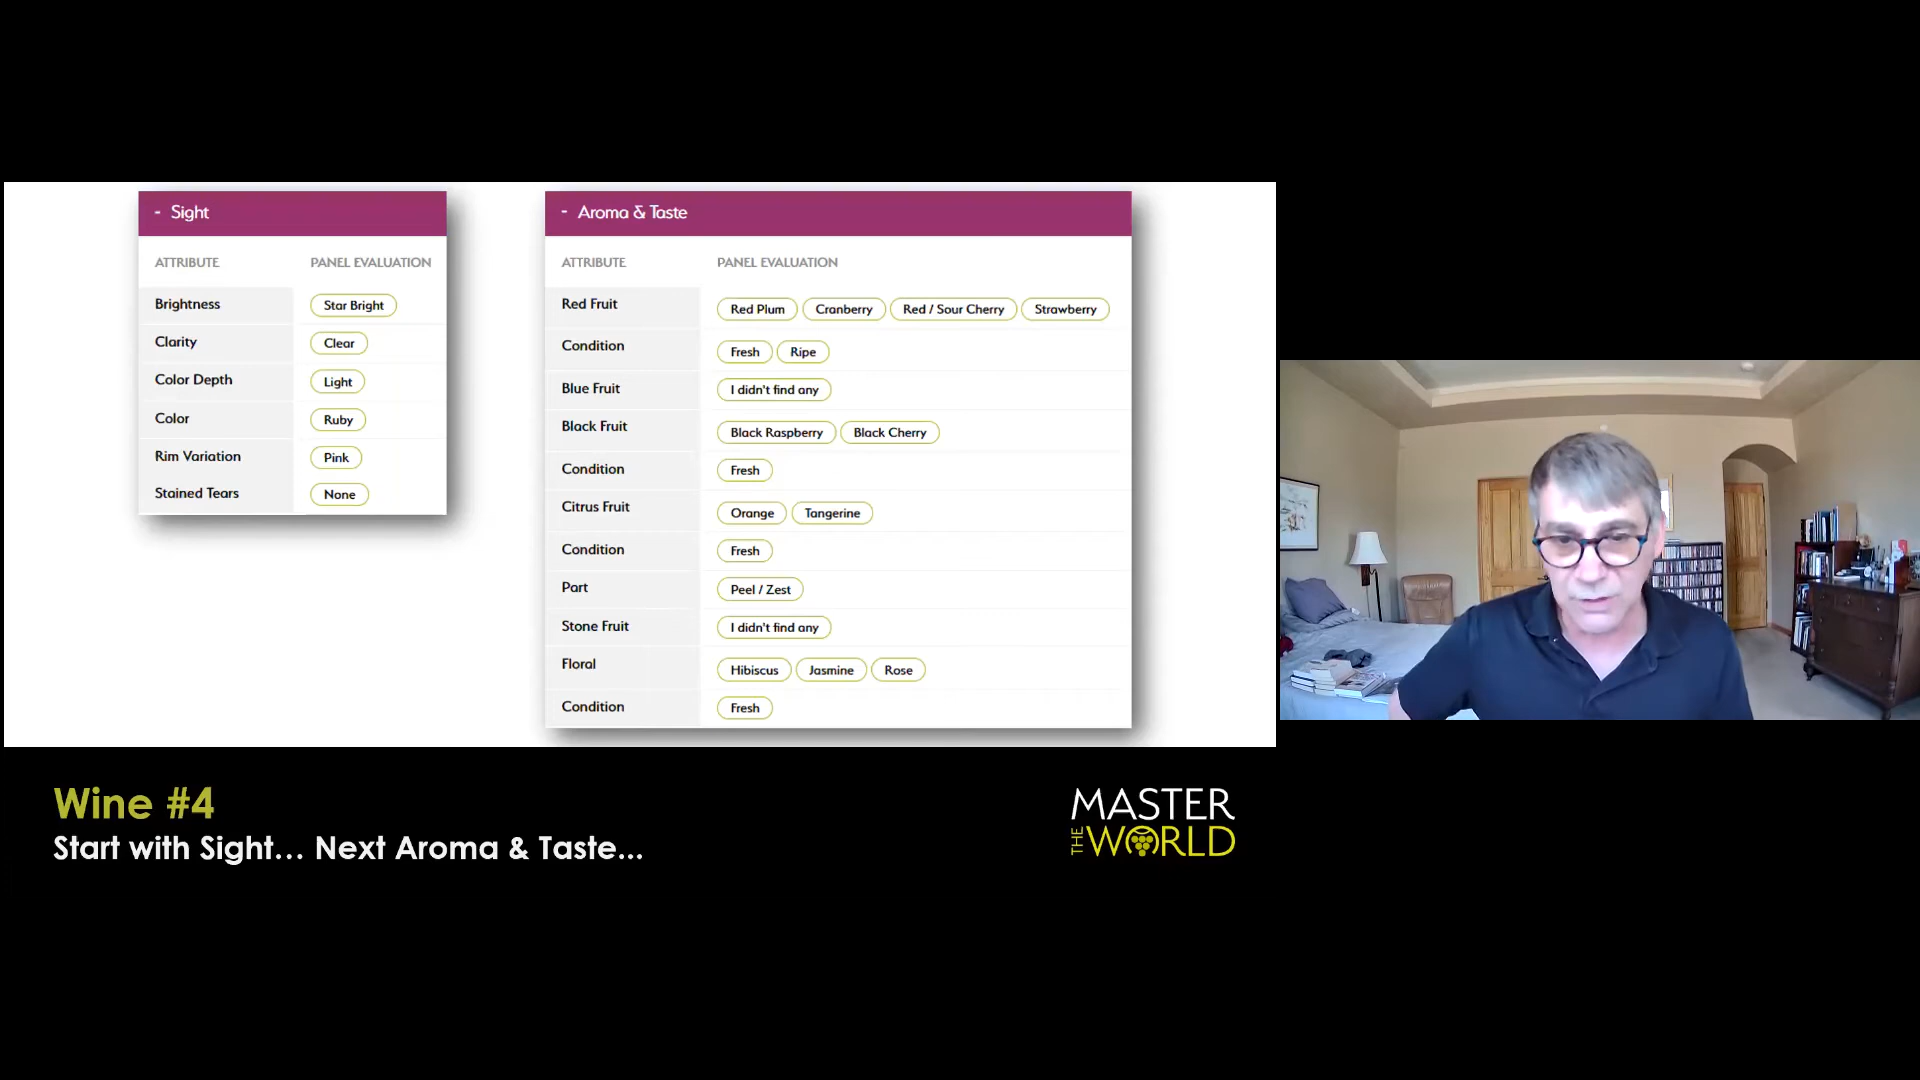 - Sight
ATTRIBUTE PANEL EVALUATION
Brightness Star Bright
Clarity Clear
Color Depth Light
Color Ruby
Rim Variation Pink
Stained Tears None
- Aroma & Taste
ATTRIBUTE PANEL EVALUATION
Red Fruit Red Plum Cranberry Red / Sour Cherry Strawberry
Condition Fresh Ripe
Blue Fruit I didn't find any
Black Fruit Black Raspberry Black Cherry
Condition Fresh
Citrus Fruit Orange Tangerine
Condition Fresh
Part Peel / Zest
Stone Fruit I didn't find any
Floral Hibiscus Jasmine Rose
Condition Fresh
Wine #4
Start with Sight... Next Aroma & Taste...
MASTER
THE WORLD